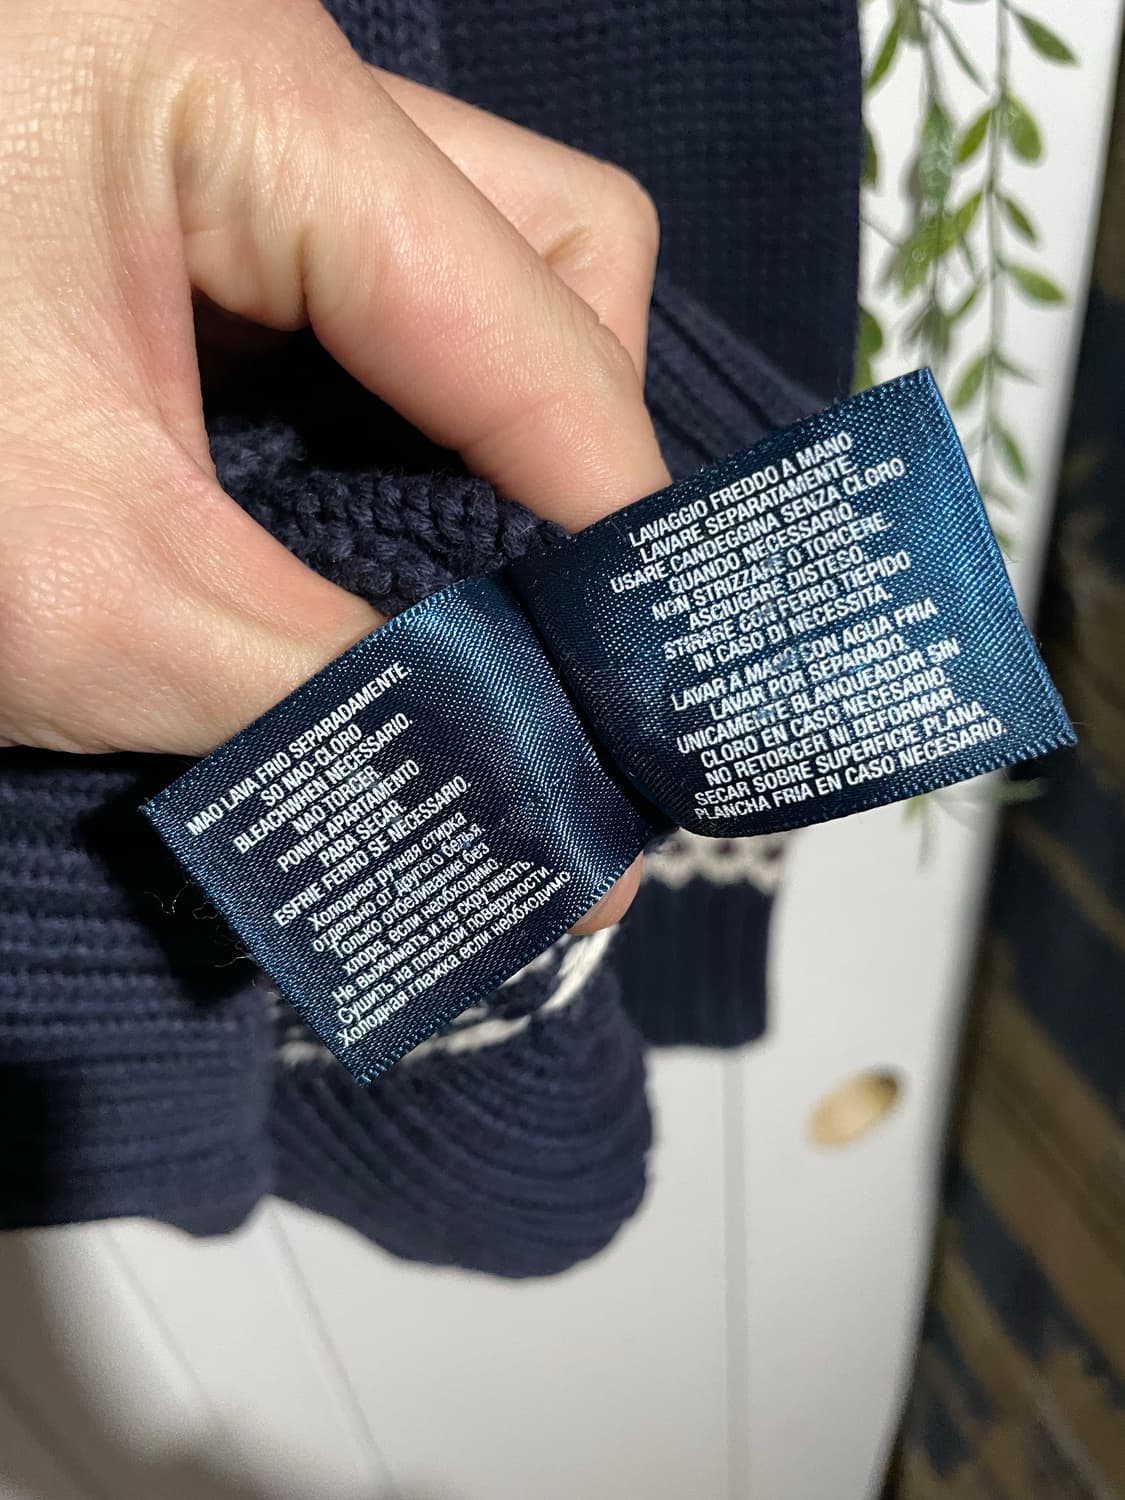 MAO LAVA FRIO SEPARADAMENTE.
SO NAO-CLORO
BLEACHWHEN NECESSARIO.
NAO TORCER
PONHA APARTAMENTO
PARA SECAR
ESFRIE FERRO SE NECESSARIO.
Холодная ручная стирка
отдельно от другого белья.
Только отбеливание без
хлора, если необходимо.
Не выжимать и не скручивать.
Сушить на плоской поверхности
Холодная глажка если необходимо.
LAVAGGIO FREDDO A MANO
LAVARE SEPARATAMENTE
USARE CANDEGGINA SENZA CLORO
QUANDO NECESSARIO.
NON STRIZZARE O TORCERE.
ASCIUGARE DISTESO
STIRARE CON FERRO TIEPIDO
IN CASO DI NECESSITA
LAVAR A MANO CON AGUA FRIA
LAVAR POR SEPARADO
UNICAMENTE BLANQUEADOR SIN
CLORO EN CASO NECESARIO
NO RETORCER NI DEFORMAR
SECAR SOBRE SUPERFICIE PLANA
PLANCHA FRIA EN CASO NECESARIO.